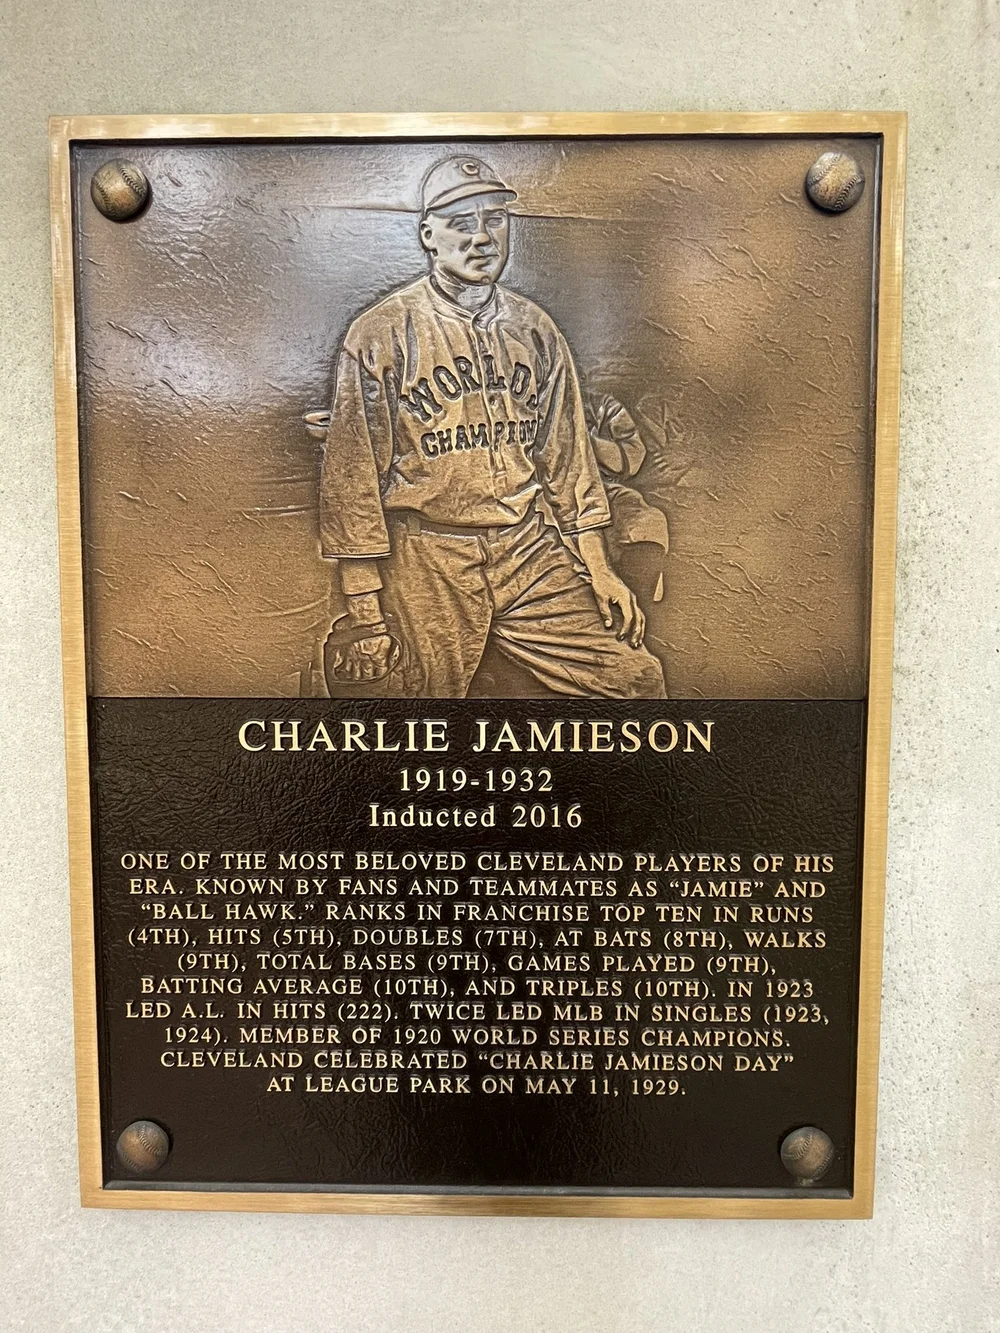 C
WORLDS
CHAMPIONS
CHARLIE JAMIESON
1919-1932
Inducted 2016
ONE OF THE MOST BELOVED CLEVELAND PLAYERS OF HIS
ERA. KNOWN BY FANS AND TEAMMATES AS “JAMIE” AND
“BALL HAWK.” RANKS IN FRANCHISE TOP TEN IN RUNS
(4TH), HITS (5TH), DOUBLES (7TH), AT BATS (8TH), WALKS
(9TH), TOTAL BASES (9TH), GAMES PLAYED (9TH),
BATTING AVERAGE (10TH), AND TRIPLES (10TH). IN 1923
LED A.L. IN HITS (222). TWICE LED MLB IN SINGLES (1923,
1924). MEMBER OF 1920 WORLD SERIES CHAMPIONS.
CLEVELAND CELEBRATED “CHARLIE JAMIESON DAY”
AT LEAGUE PARK ON MAY 11, 1929.